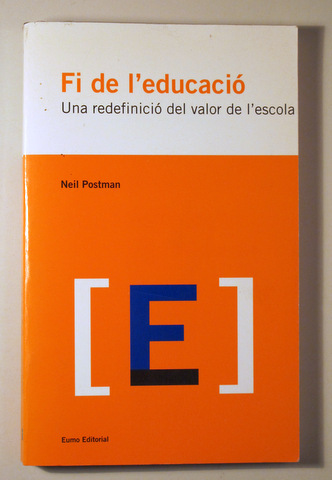 Fi de l'educació
Una redefinició del valor de l'escola
Neil Postman
[E]
Eumo Editorial